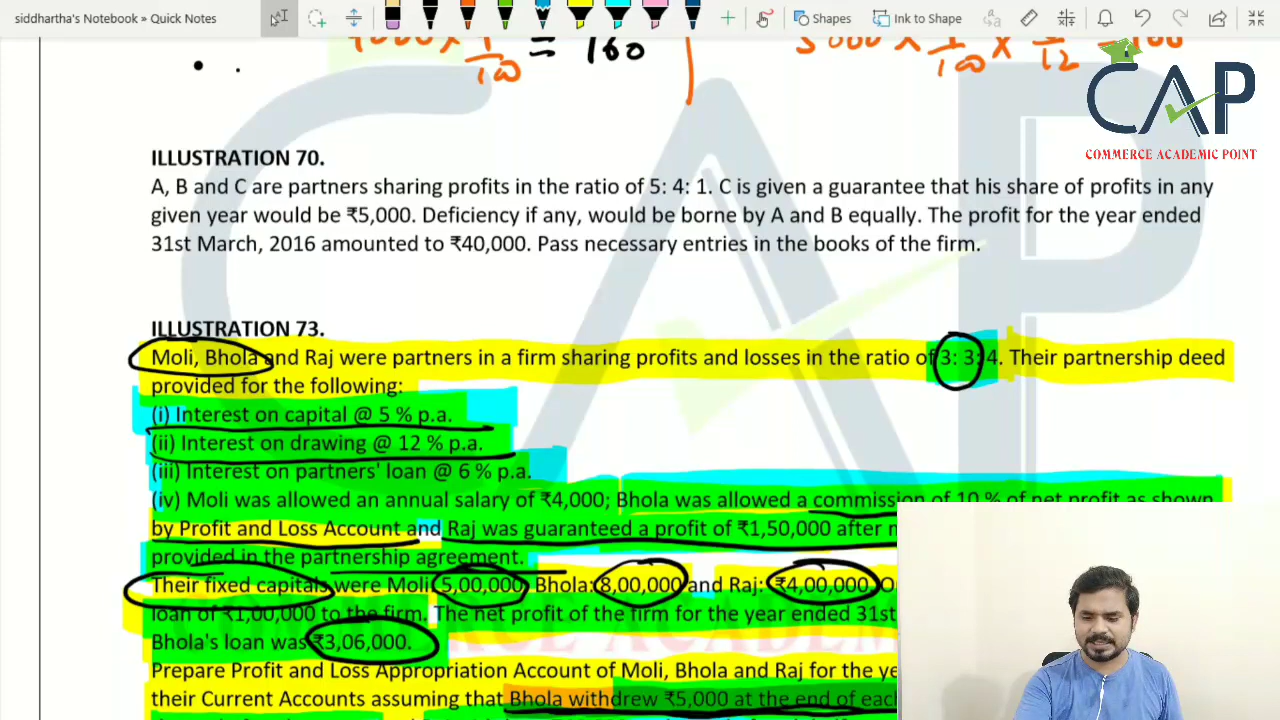 siddhartha's Notebook » Quick Notes
Shapes
Ink to Shape
= 160
CAP
COMMERCE ACADEMIC POINT
ILLUSTRATION 70.
A, B and C are partners sharing profits in the ratio of 5: 4: 1. C is given a guarantee that his share of profits in any
given year would be ₹5,000. Deficiency if any, would be borne by A and B equally. The profit for the year ended
31st March, 2016 amounted to ₹40,000. Pass necessary entries in the books of the firm.
ILLUSTRATION 73.
Moli, Bhola and Raj were partners in a firm sharing profits and losses in the ratio of 3: 3: 4. Their partnership deed
provided for the following:
(i) Interest on capital @ 5 % p.a.
(ii) Interest on drawing @ 12 % p.a.
(iii) Interest on partners' loan @ 6 % p.a.
(iv) Moli was allowed an annual salary of ₹4,000; Bhola was allowed a commission of 10 % of net profit as shown
by Profit and Loss Account and Raj was guaranteed a profit of ₹1,50,000 after
provided in the partnership agreement.
Their fixed capitals were Moli: 5,00,000; Bhola: 8,00,000 and Raj: ₹4,00,000.
loan of ₹1,00,000 to the firm. The net profit of the firm for the year ended 31st
Bhola's loan was ₹3,06,000.
Prepare Profit and Loss Appropriation Account of Moli, Bhola and Raj for the
their Current Accounts assuming that Bhola withdrew ₹5,000 at the end of each